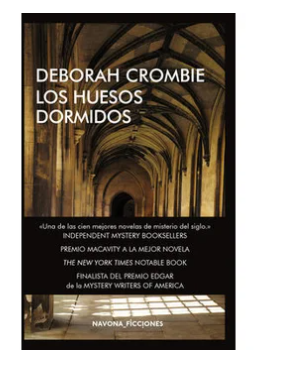 DEBORAH CROMBIE
LOS HUESOS
DORMIDOS
«Una de las cien mejores novelas de misterio del siglo.»
INDEPENDENT MYSTERY BOOKSELLERS
PREMIO MACAVITY A LA MEJOR NOVELA
THE NEW YORK TIMES NOTABLE BOOK
FINALISTA DEL PREMIO EDGAR
de la MYSTERY WRITERS OF AMERICA
NAVONA_FICCIONES